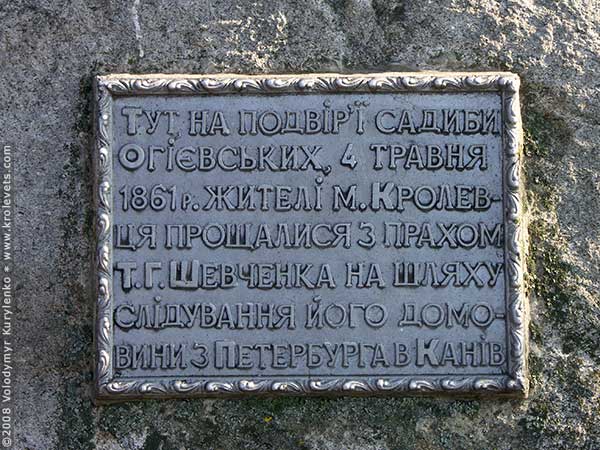 Тут на подвір'ї садиби
Огієвських, 4 травня
1861 р. жителі м. Кролев-
ця прощалися з прахом
Т.Г. Шевченка на шляху
слідування його домо-
вини з Петербурга в Канів
©2008 Volodymyr Kurylenko * www.krolevets.com